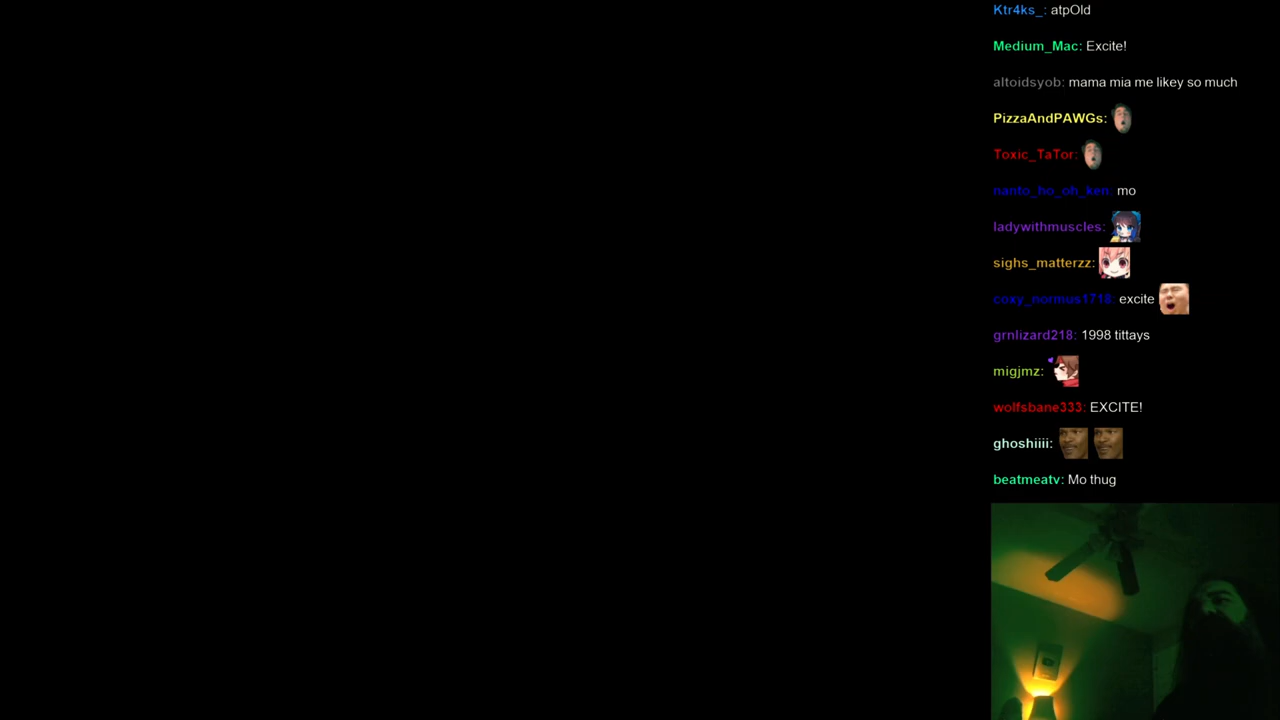 Ktr4ks_: atpOld
Medium_Mac: Excite!
altoidsyob: mama mia me likey so much
PizzaAndPAWGs:
Toxic_TaTor:
nanto_ho_oh_ken: mo
ladywithmuscles:
sighs_matterzz:
coxy_normus1718: excite
grnlizard218: 1998 tittays
migjmz:
wolfsbane333: EXCITE!
ghoshiiii:
beatmeatv: Mo thug